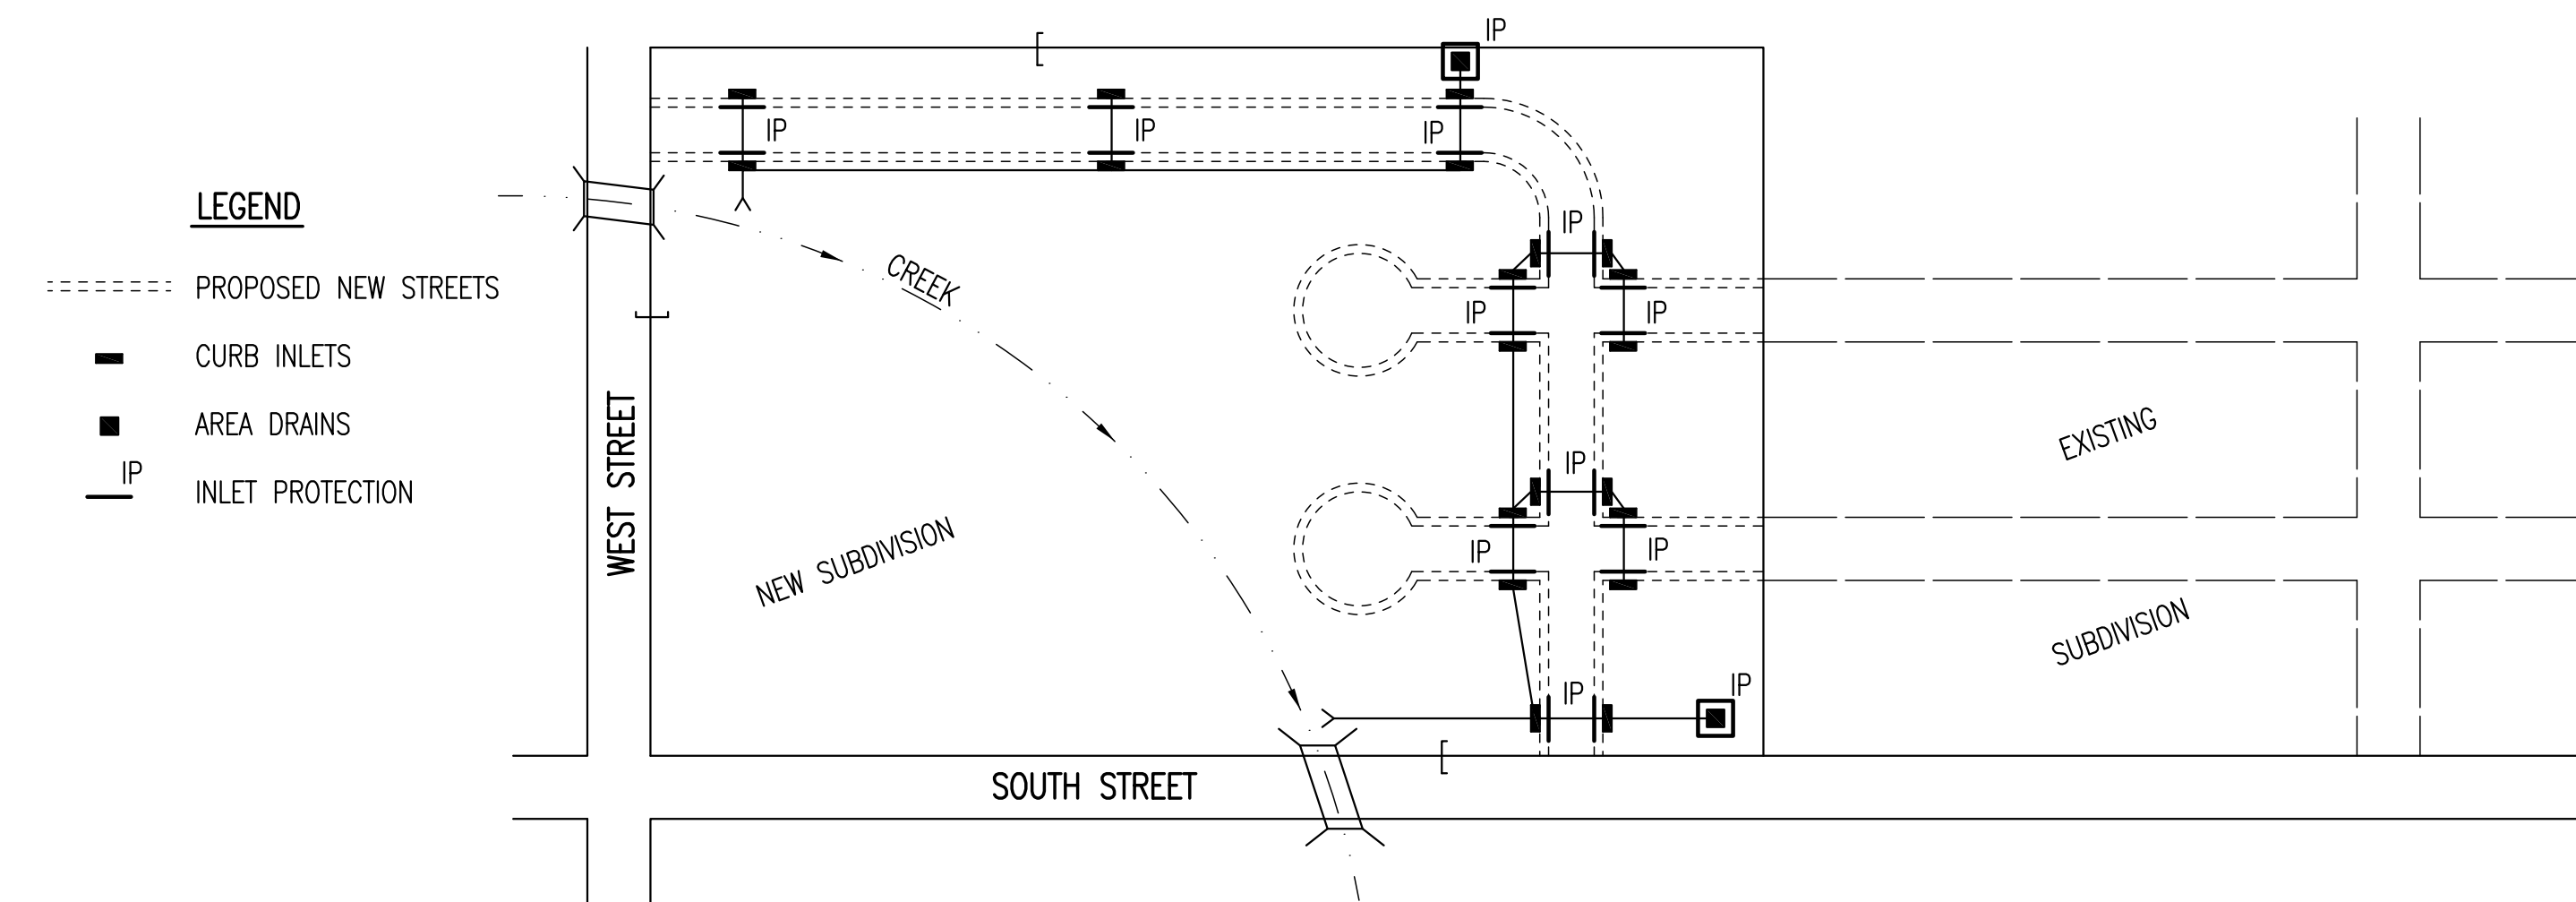 LEGEND
PROPOSED NEW STREETS
CURB INLETS
AREA DRAINS
IP
INLET PROTECTION
WEST STREET
SOUTH STREET
CREEK
NEW SUBDIVISION
EXISTING
SUBDIVISION
IP
IP
IP
IP
IP
IP
IP
IP
IP
IP
IP
IP